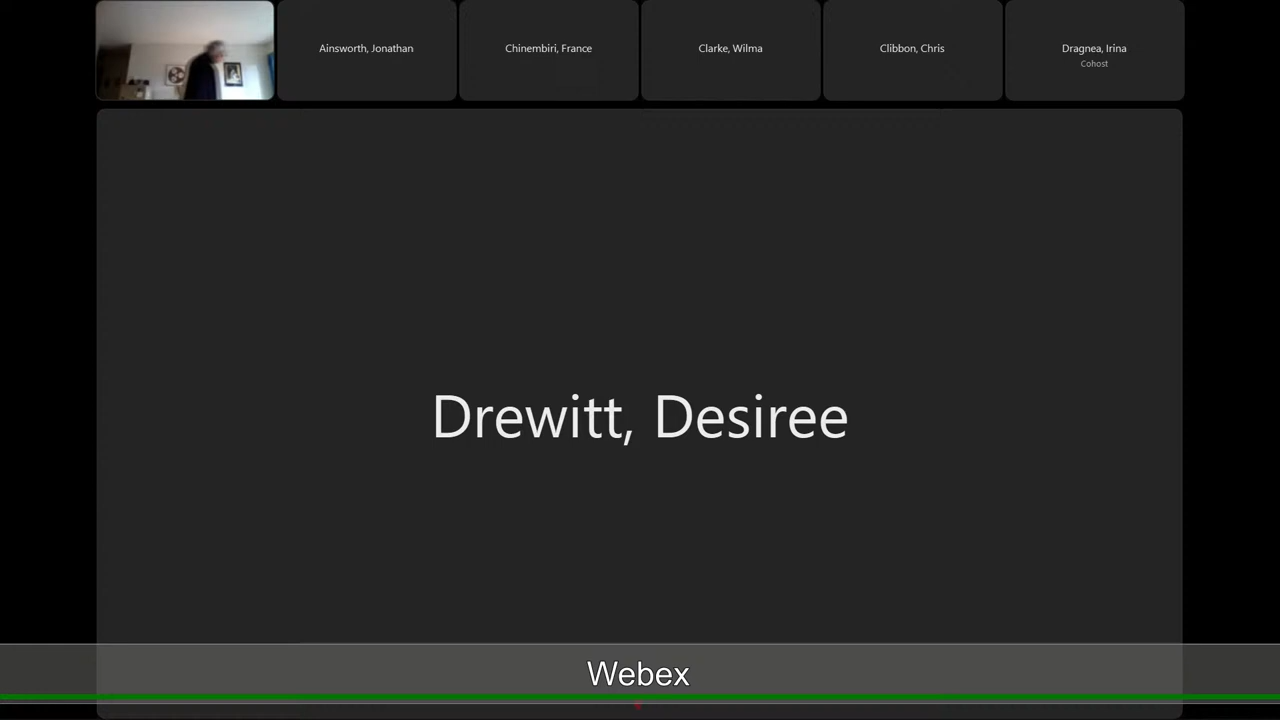 Ainsworth, Jonathan
Chinembiri, France
Clarke, Wilma
Clibbon, Chris
Dragnea, Irina
Cohost
Drewitt, Desiree
Webex